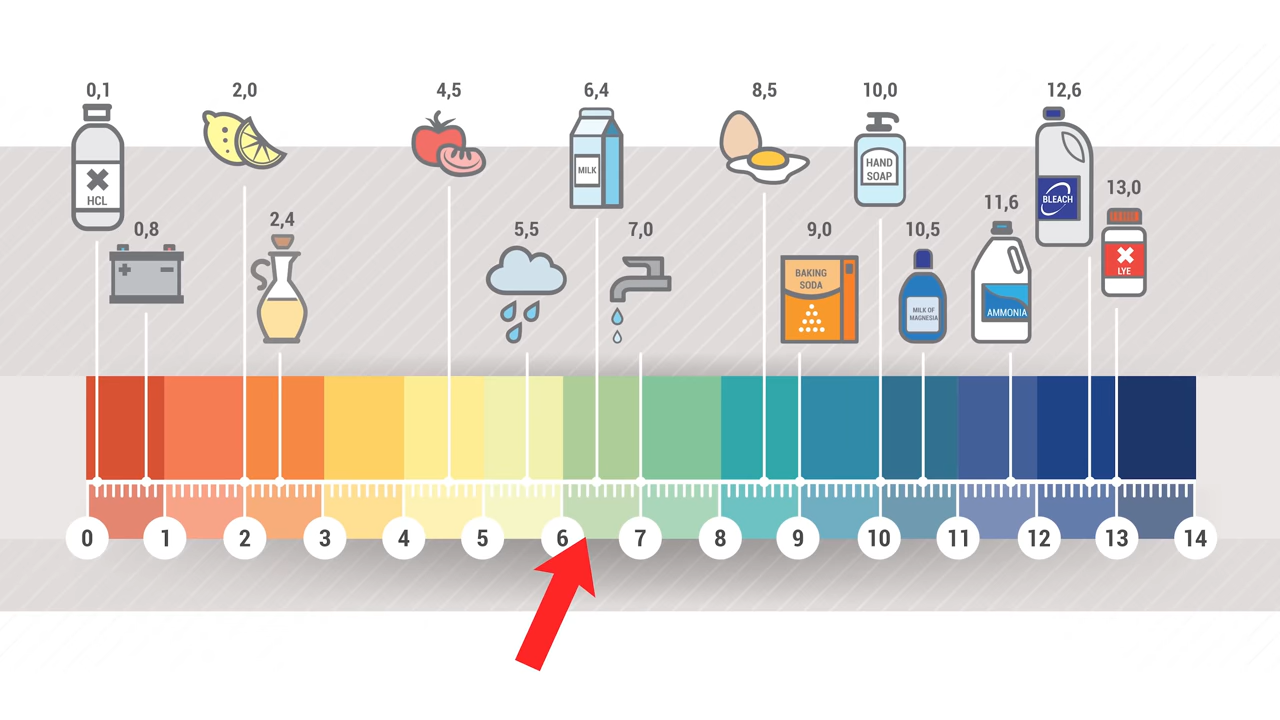 0,1
2,0
4,5
6,4
8,5
10,0
12,6
HCL
MILK
HAND
SOAP
BLEACH
13,0
LYE
0,8
2,4
5,5
7,0
9,0
10,5
11,6
BAKING
SODA
MILK OF
MAGNESIA
AMMONIA
0 1 2 3 4 5 6 7 8 9 10 11 12 13 14